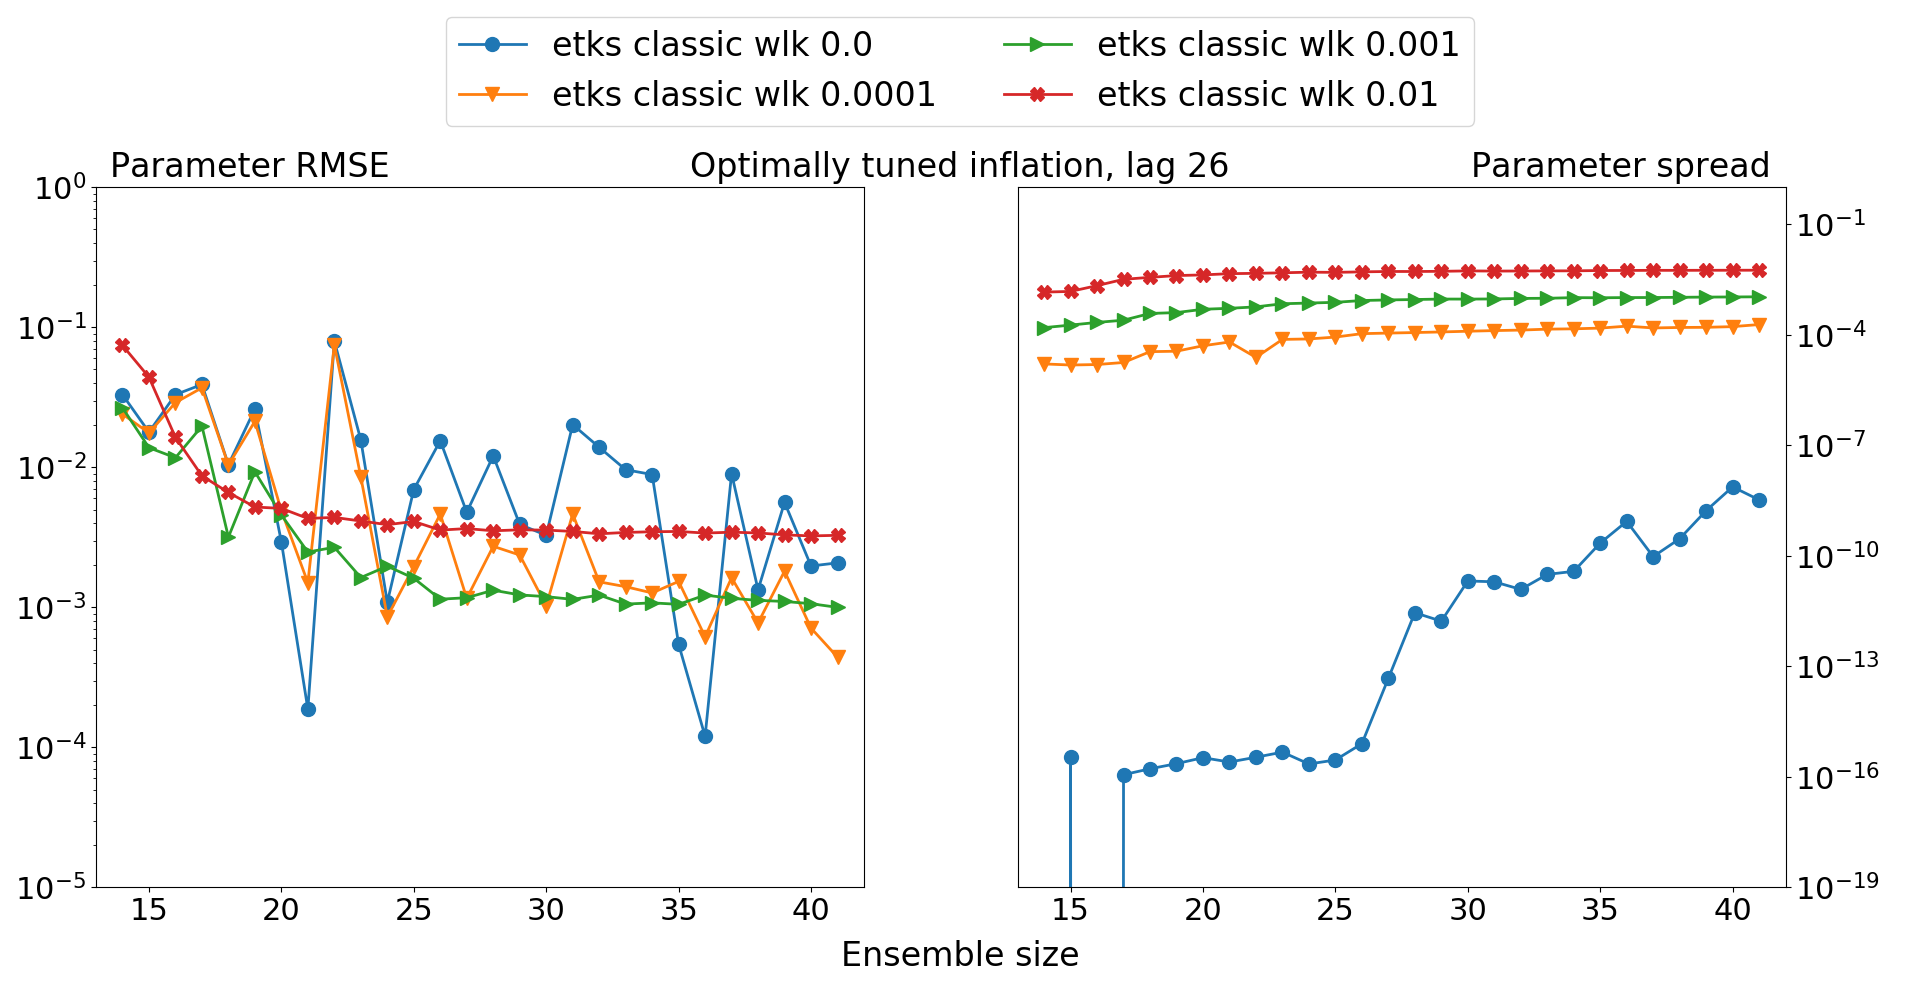 etks classic wlk 0.0
etks classic wlk 0.0001
etks classic wlk 0.001
etks classic wlk 0.01
Parameter RMSE
Optimally tuned inflation, lag 26
Parameter spread
10⁰
10⁻¹
10⁻²
10⁻³
10⁻⁴
10⁻⁵
15 20 25 30 35 40
10⁻¹
10⁻⁴
10⁻⁷
10⁻¹⁰
10⁻¹³
10⁻¹⁶
10⁻¹⁹
15 20 25 30 35 40
Ensemble size